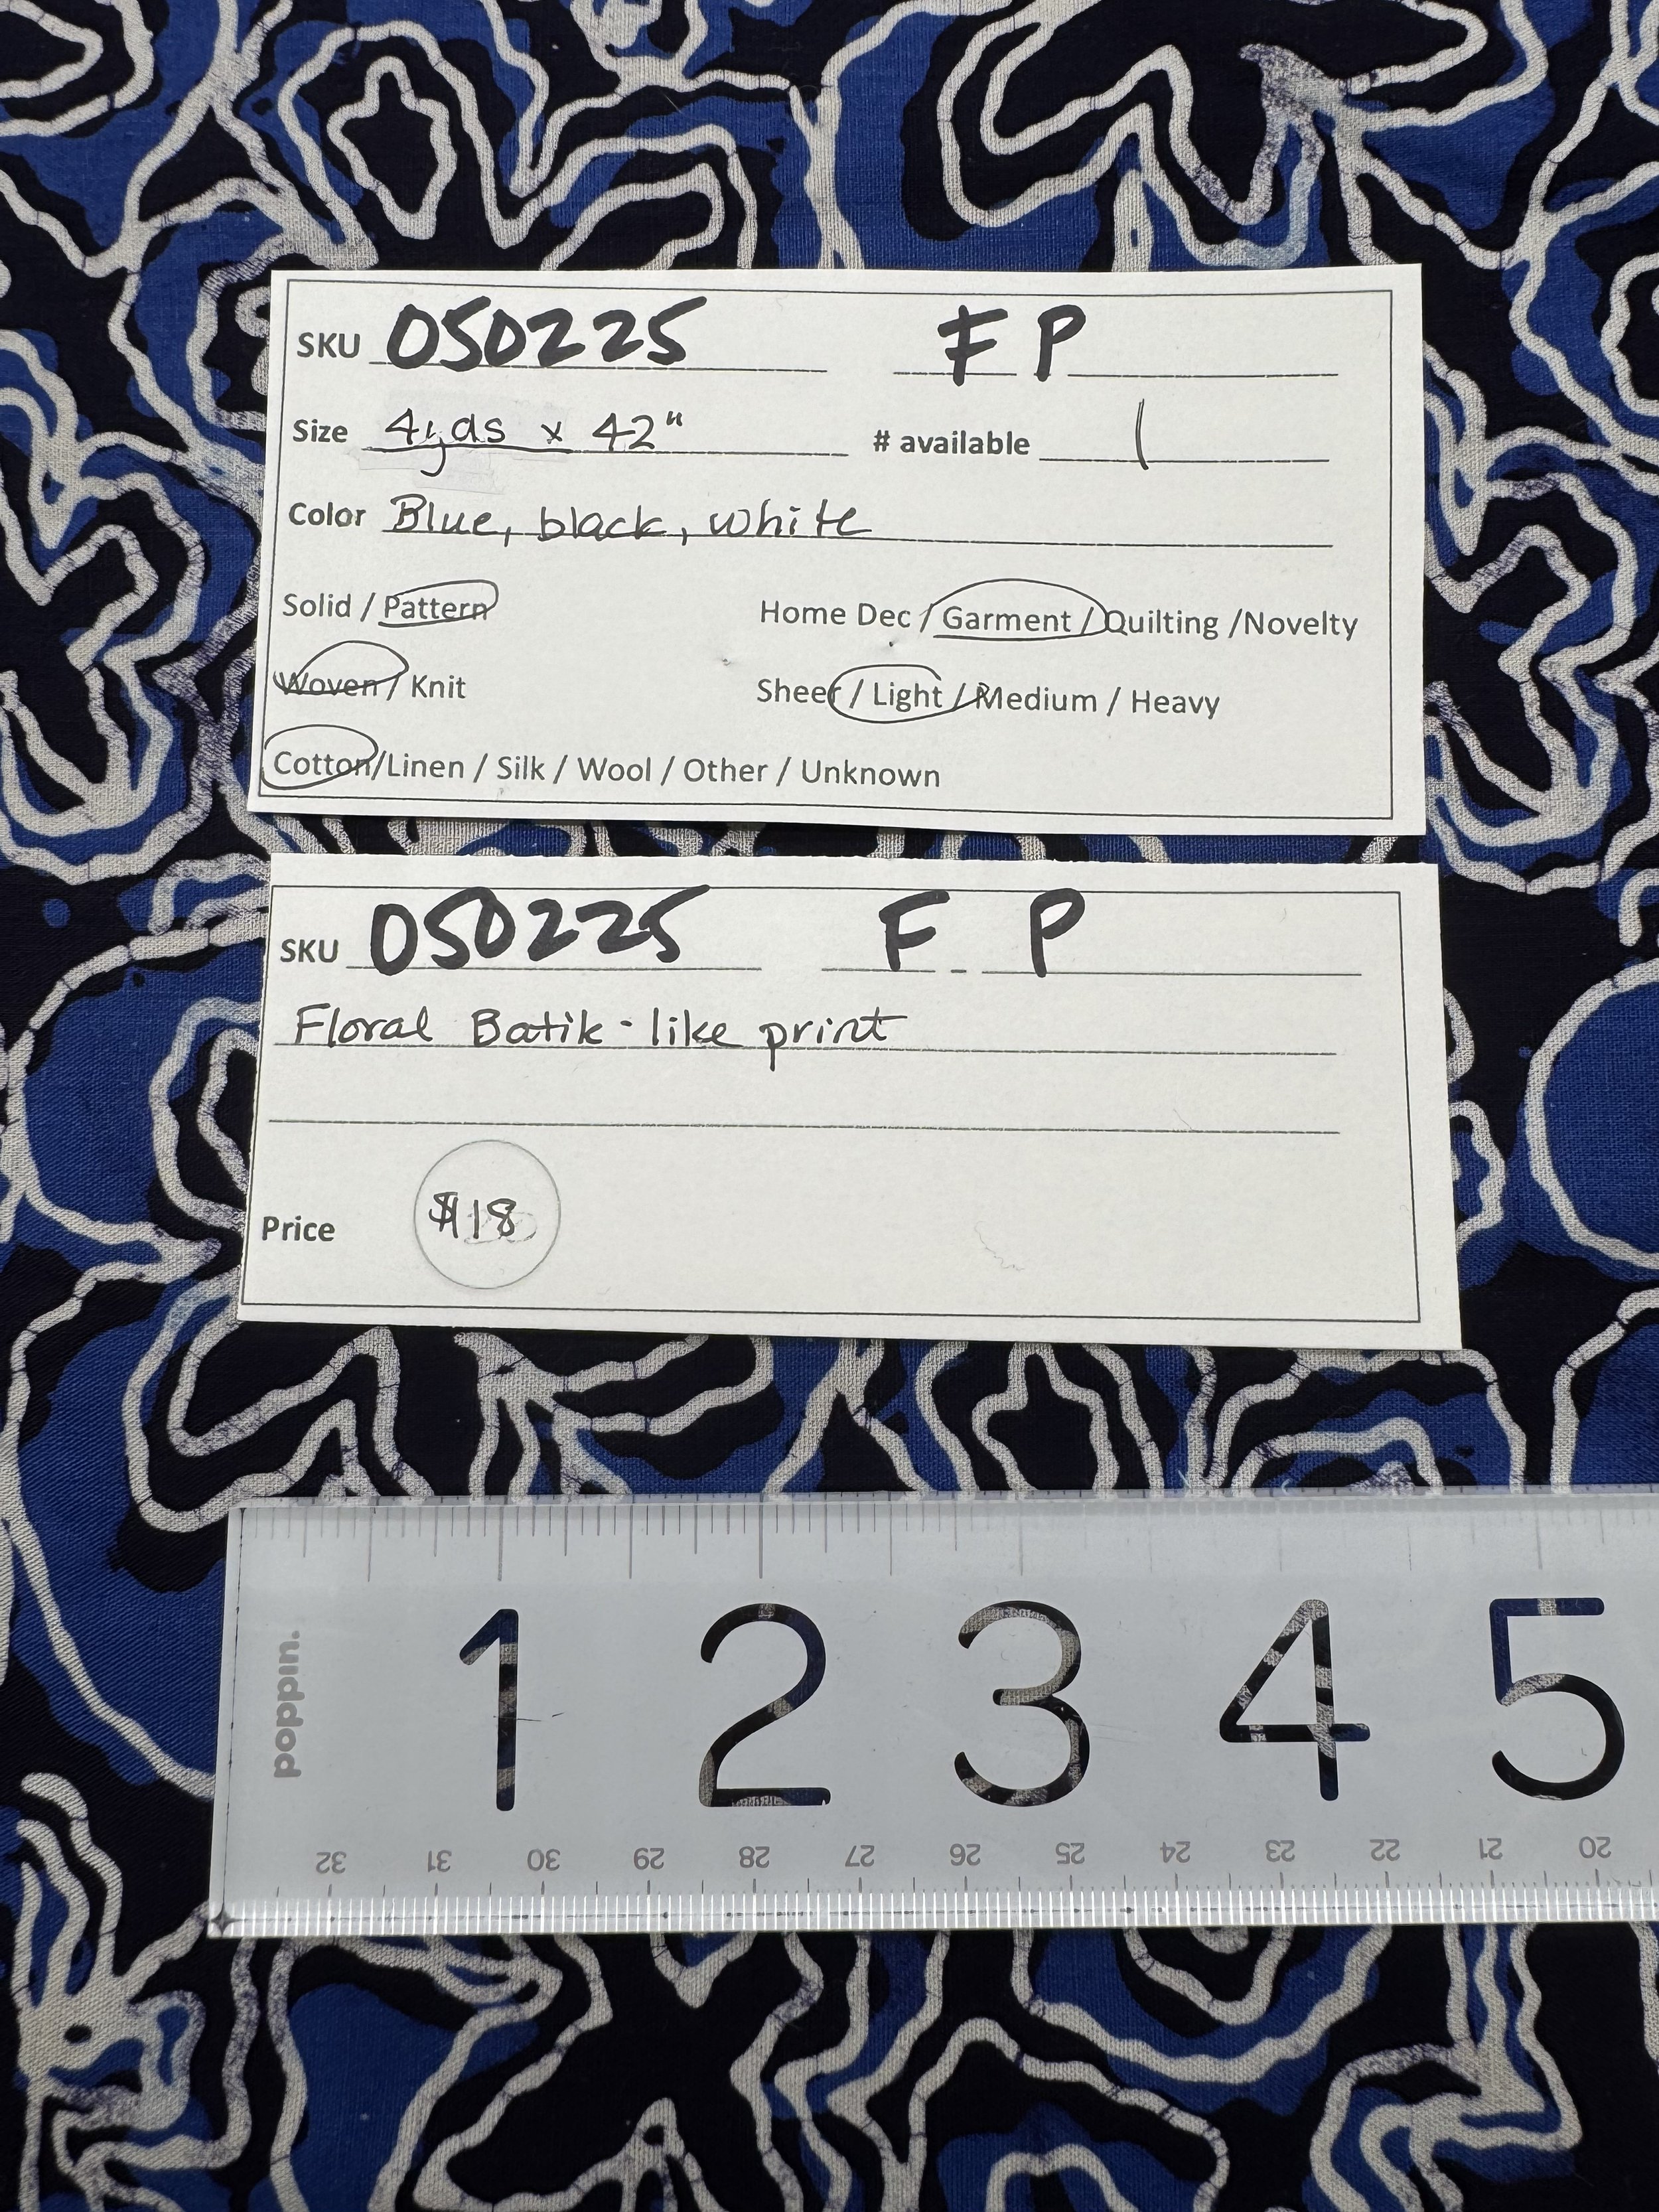 SKU 050225 F P
Size 4yds x 42" # available 1
Color Blue, black, white
Solid / Pattern Home Dec / Garment / Quilting /Novelty
Woven / Knit Sheer / Light / Medium / Heavy
Cotton/Linen / Silk / Wool / Other / Unknown
SKU 050225 F - P
Floral Batik-like print
Price $18
poppin.
1 2 3 4 5
32 31 30 29 28 27 26 25 24 23 22 21 20